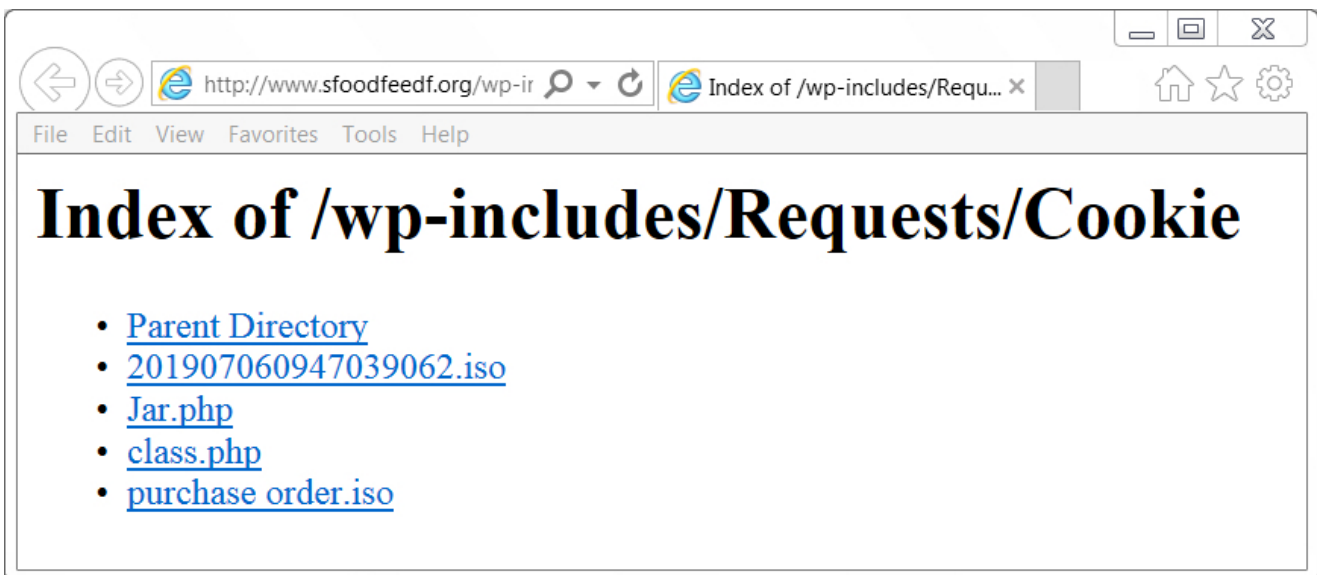 http://www.sfoodfeedf.org/wp-ir
Index of /wp-includes/Requ...
File Edit View Favorites Tools Help
Index of /wp-includes/Requests/Cookie
• Parent Directory
• 201907060947039062.iso
• Jar.php
• class.php
• purchase order.iso